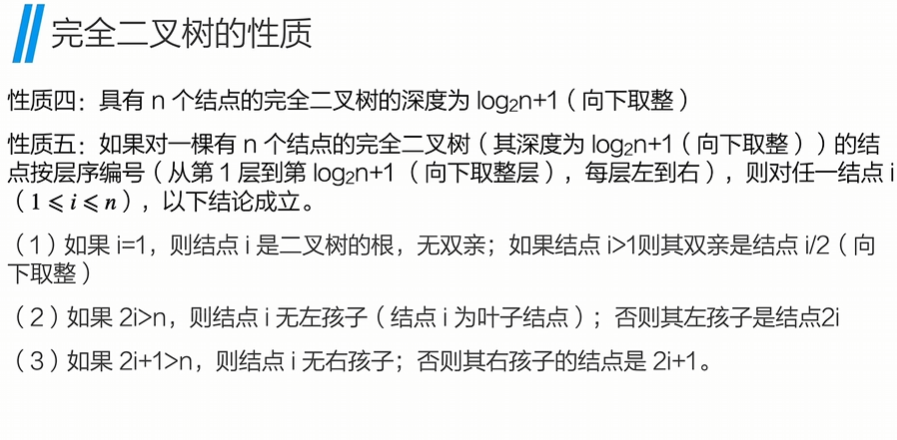 完全二叉树的性质
性质四：具有 n 个结点的完全二叉树的深度为 log₂n+1（向下取整）
性质五：如果对一棵有 n 个结点的完全二叉树（其深度为 log₂n+1（向下取整））的结
点按层序编号（从第 1 层到第 log₂n+1 （向下取整层），每层左到右），则对任一结点 i
（1⩽i⩽n），以下结论成立。
（1）如果 i=1，则结点 i 是二叉树的根，无双亲；如果结点 i>1则其双亲是结点 i/2（向
下取整）
（2）如果 2i>n，则结点 i 无左孩子（结点 i 为叶子结点）；否则其左孩子是结点2i
（3）如果 2i+1>n，则结点 i 无右孩子；否则其右孩子的结点是 2i+1。